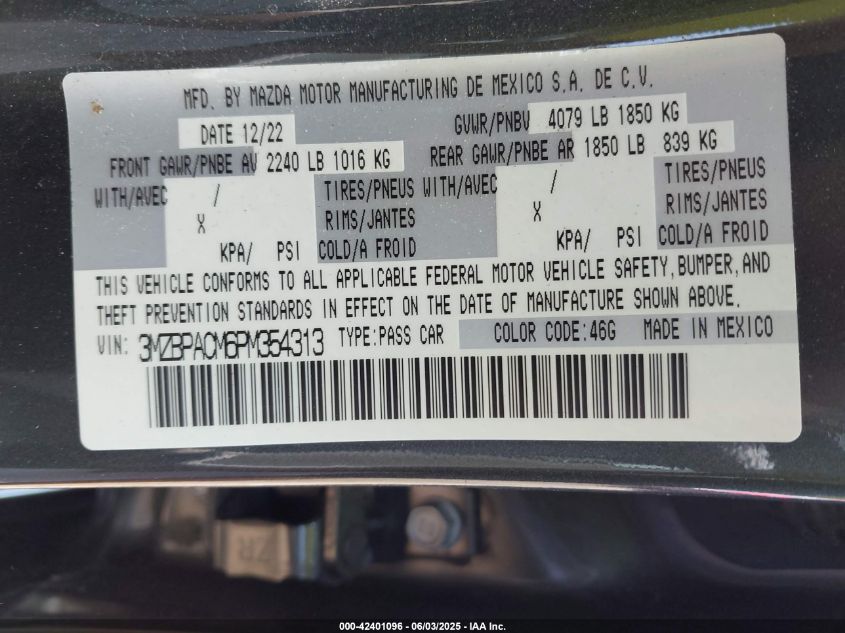 MFD. BY MAZDA MOTOR MANUFACTURING DE MEXICO S.A. DE C.V.
DATE 12/22 GVWR/PNBV 4079 LB 1850 KG
FRONT GAWR/PNBE AV 2240 LB 1016 KG REAR GAWR/PNBE AR 1850 LB 839 KG
WITH/AVEC / TIRES/PNEUS WITH/AVEC / TIRES/PNEUS
X RIMS/JANTES X RIMS/JANTES
KPA/ PSI COLD/A FROID KPA/ PSI COLD/A FROID
THIS VEHICLE CONFORMS TO ALL APPLICABLE FEDERAL MOTOR VEHICLE SAFETY, BUMPER, AND
THEFT PREVENTION STANDARDS IN EFFECT ON THE DATE OF MANUFACTURE SHOWN ABOVE.
VIN: 3MZBPACM6PM354313 TYPE:PASS CAR COLOR CODE:46G MADE IN MEXICO
000-42401096 - 06/03/2025 - IAA Inc.